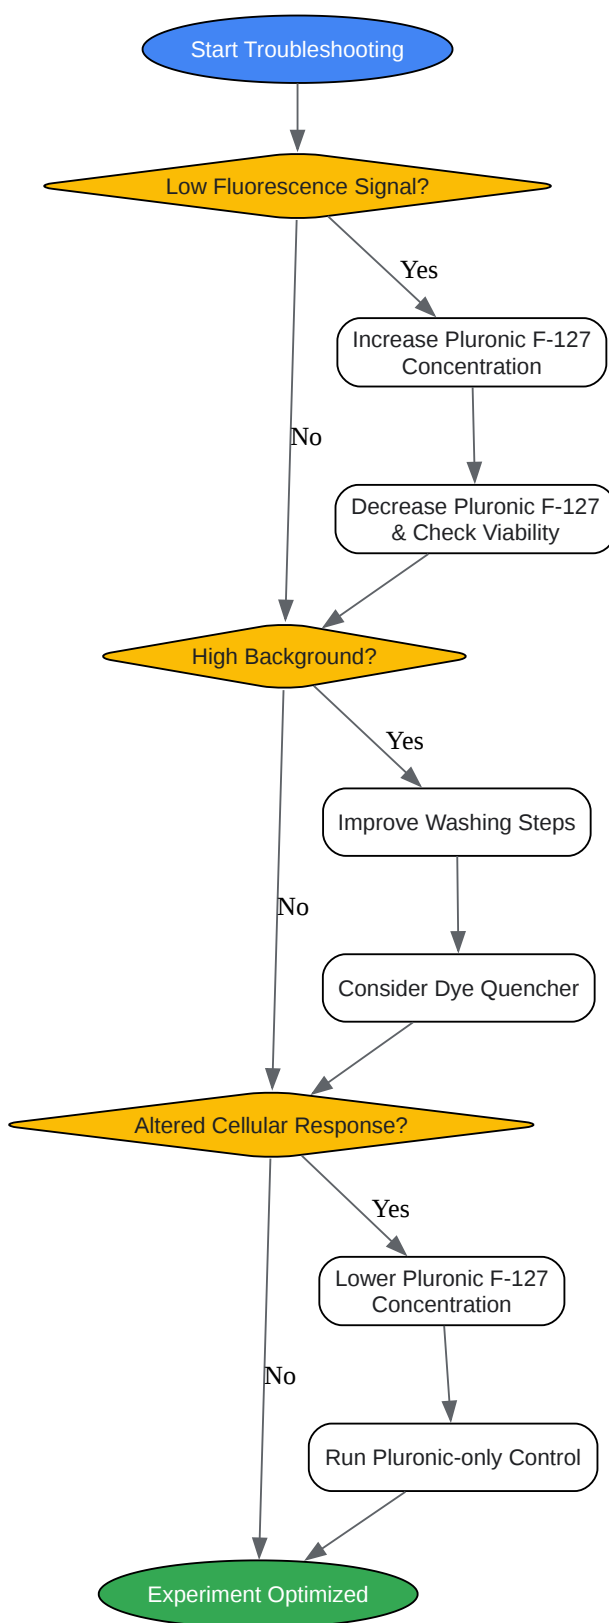 Start Troubleshooting
Low Fluorescence Signal?
Yes
Increase Pluronic F-127
Concentration
No
Decrease Pluronic F-127
& Check Viability
High Background?
Yes
Improve Washing Steps
No
Consider Dye Quencher
Altered Cellular Response?
Yes
Lower Pluronic F-127
Concentration
No
Run Pluronic-only Control
Experiment Optimized